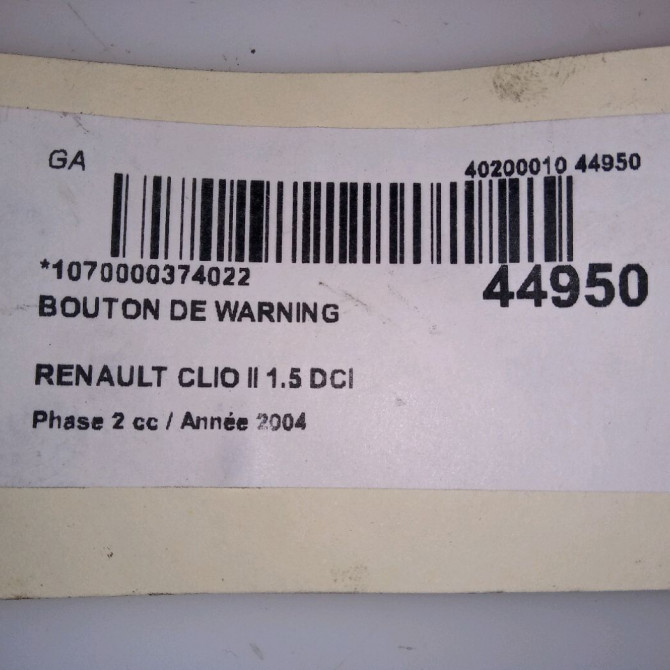 GA
40200010 44950
*1070000374022
44950
BOUTON DE WARNING
RENAULT CLIO II 1.5 DCI
Phase 2 cc / Année 2004